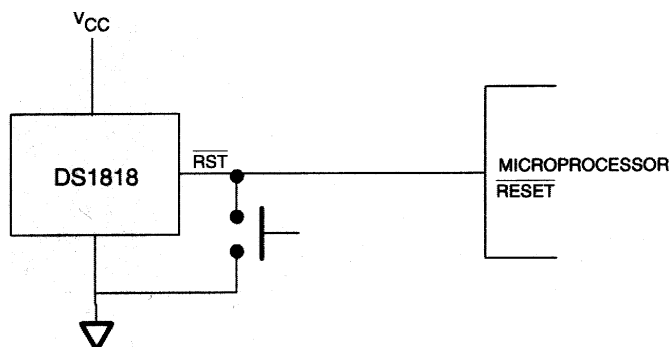 VCC
DS1818
RST
MICROPROCESSOR
RESET